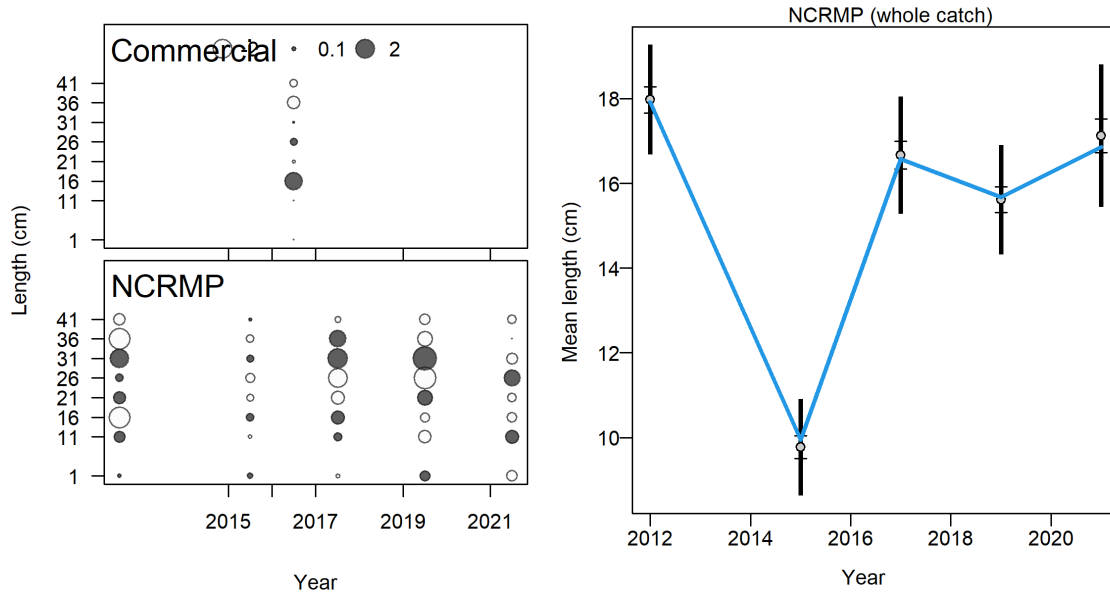 Commercial -2 0.1 2
41
36
31
26
21
16
11
1
NCRMP
41
36
31
26
21
16
11
1
Length (cm)
2015 2017 2019 2021
Year
NCRMP (whole catch)
18
16
14
12
10
Mean length (cm)
2012 2014 2016 2018 2020
Year